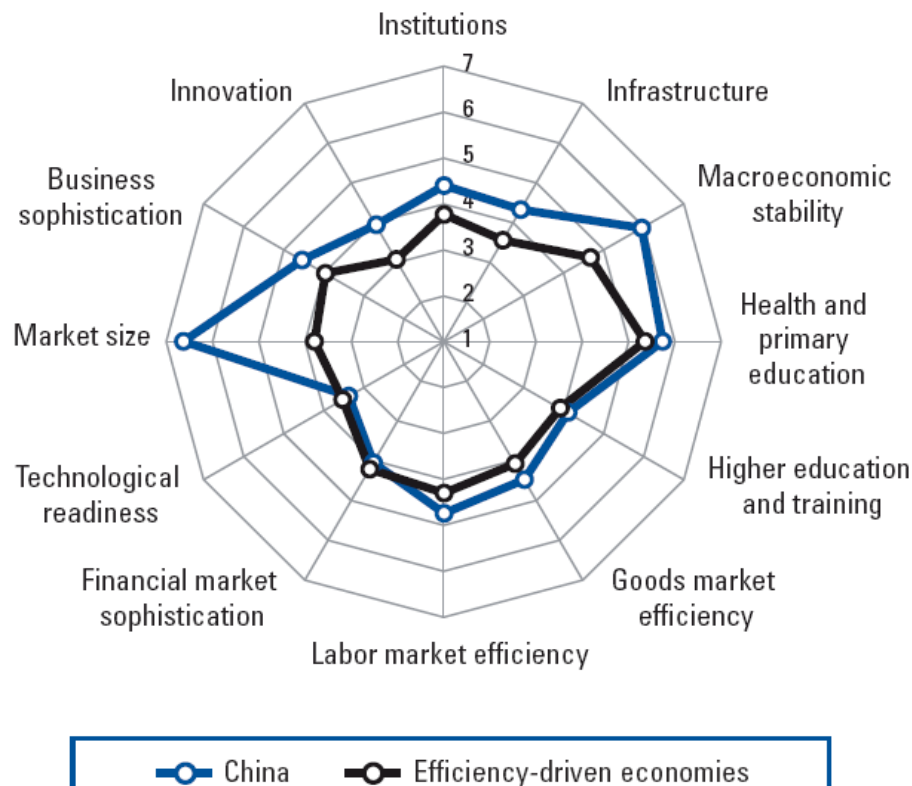 Institutions
7
6
5
4
3
2
1
Infrastructure
Macroeconomic
stability
Health and
primary
education
Higher education
and training
Goods market
efficiency
Labor market efficiency
Financial market
sophistication
Technological
readiness
Market size
Business
sophistication
Innovation
China
Efficiency-driven economies